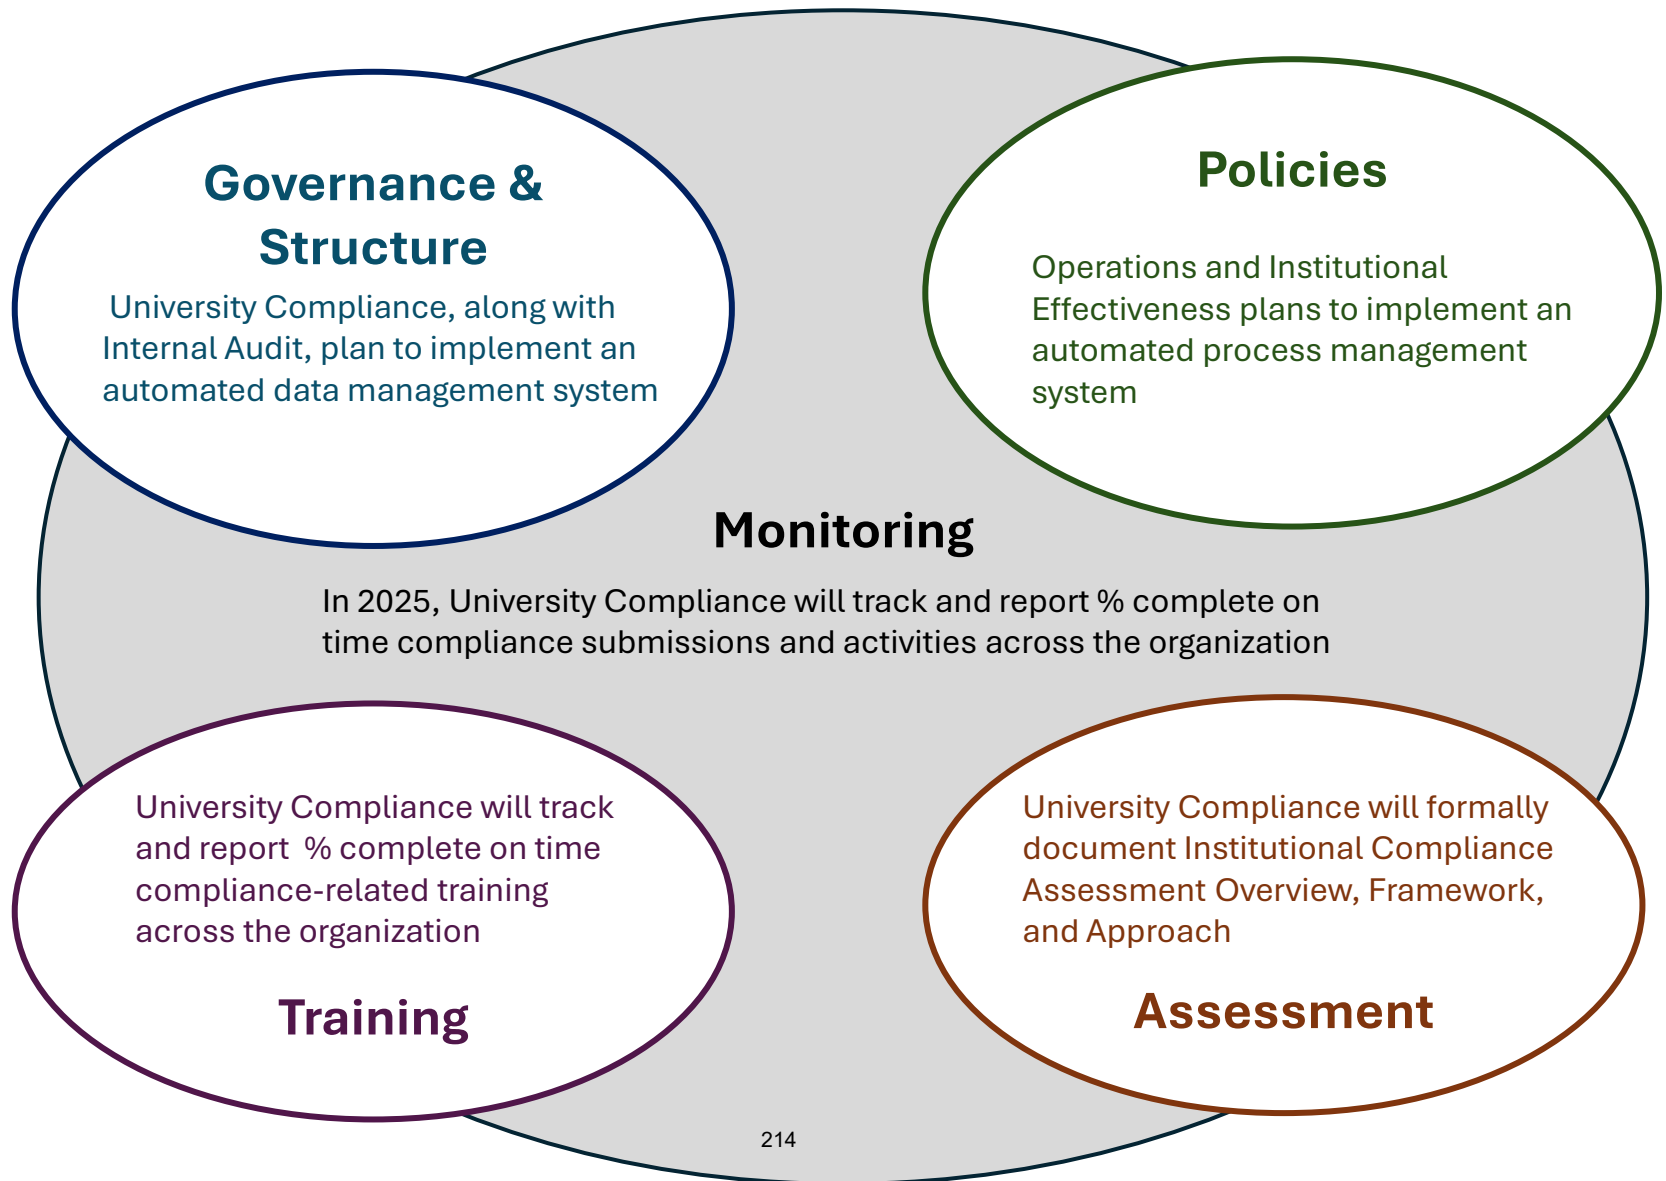 Governance &
Structure
University Compliance, along with
Internal Audit, plan to implement an
automated data management system
Policies
Operations and Institutional
Effectiveness plans to implement an
automated process management
system
Monitoring
In 2025, University Compliance will track and report % complete on
time compliance submissions and activities across the organization
University Compliance will track
and report  % complete on time
compliance-related training
across the organization
Training
University Compliance will formally
document Institutional Compliance
Assessment Overview, Framework,
and Approach
Assessment
214